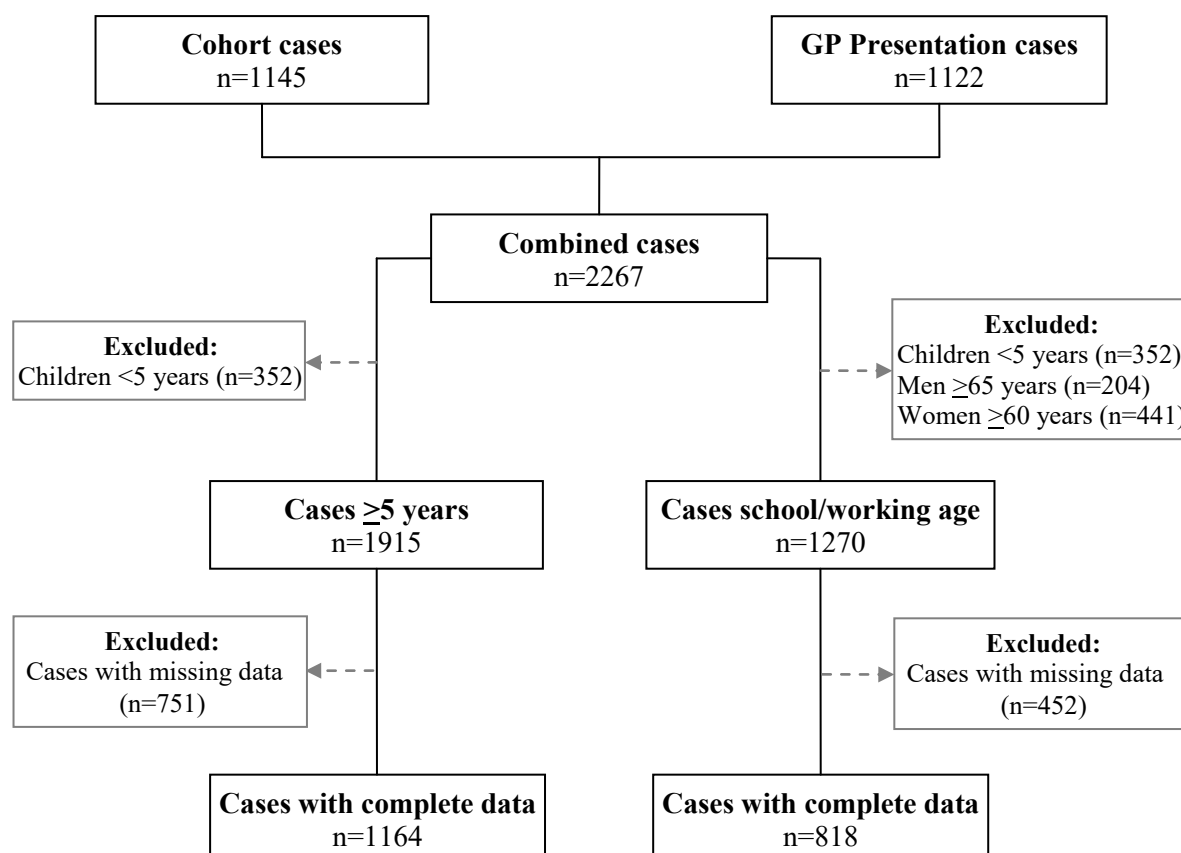 Cohort cases
n=1145
GP Presentation cases
n=1122
Combined cases
n=2267
Excluded:
Children <5 years (n=352)
Excluded:
Children <5 years (n=352)
Men ≥65 years (n=204)
Women ≥60 years (n=441)
Cases ≥5 years
n=1915
Cases school/working age
n=1270
Excluded:
Cases with missing data
(n=751)
Excluded:
Cases with missing data
(n=452)
Cases with complete data
n=1164
Cases with complete data
n=818